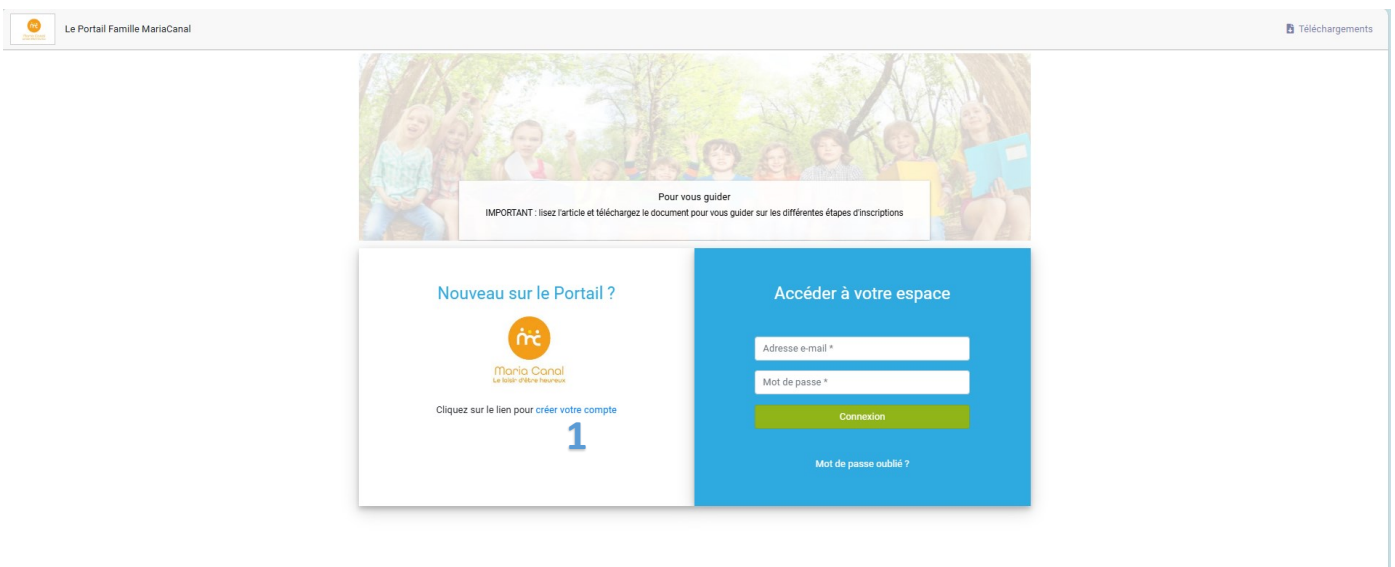 Le Portail Famille MariaCanal
Téléchargements
Pour vous guider
IMPORTANT : lisez l'article et téléchargez le document pour vous guider sur les différentes étapes d'inscriptions
Nouveau sur le Portail ?
Maria Canal
Le loisir d'être heureux
Cliquez sur le lien pour créer votre compte
1
Accéder à votre espace
Adresse e-mail *
Mot de passe *
Connexion
Mot de passe oublié ?